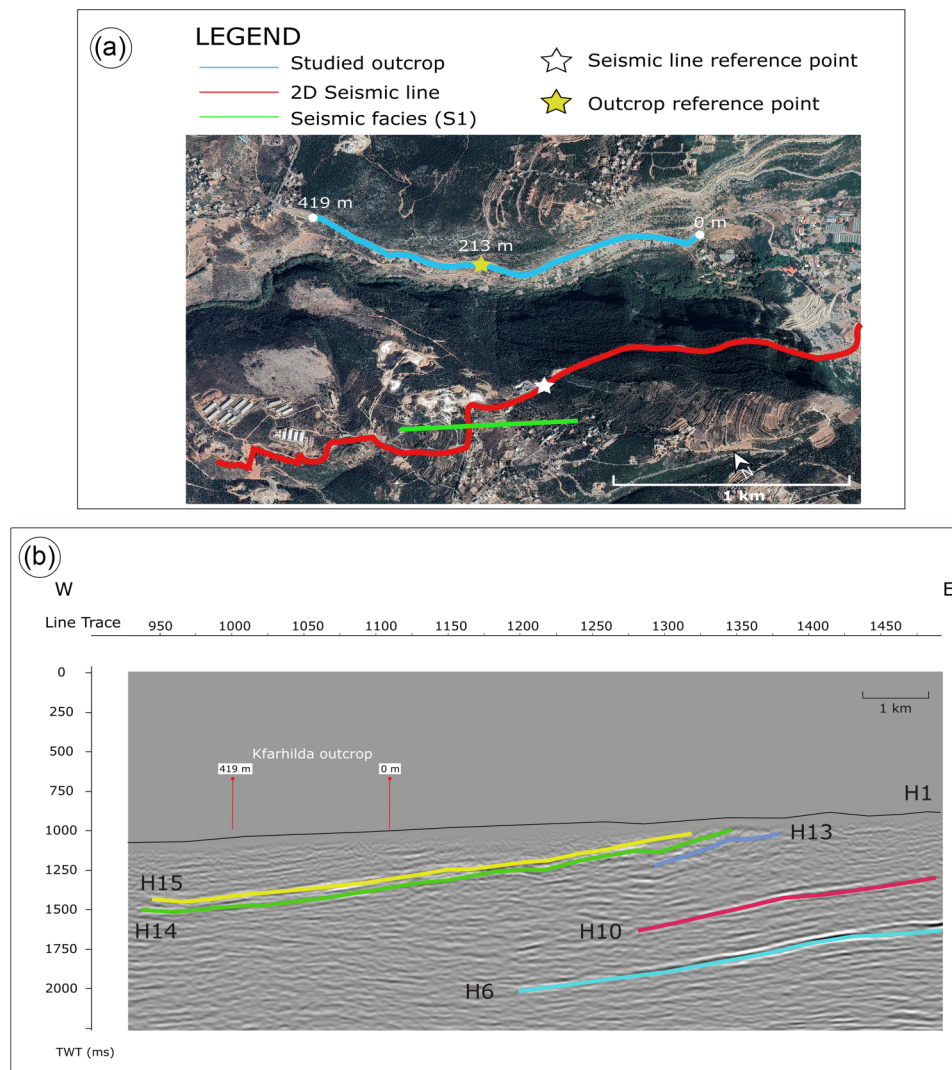 (a)
LEGEND
Studied outcrop
2D Seismic line
Seismic facies (S1)
Seismic line reference point
Outcrop reference point
419 m
213 m
0 m
N
1 km
(b)
W
E
Line Trace
950 1000 1050 1100 1150 1200 1250 1300 1350 1400 1450
0
250
500
750
1000
1250
1500
1750
2000
TWT (ms)
1 km
Kfarhilda outcrop
419 m
0 m
H1
H13
H15
H14
H10
H6